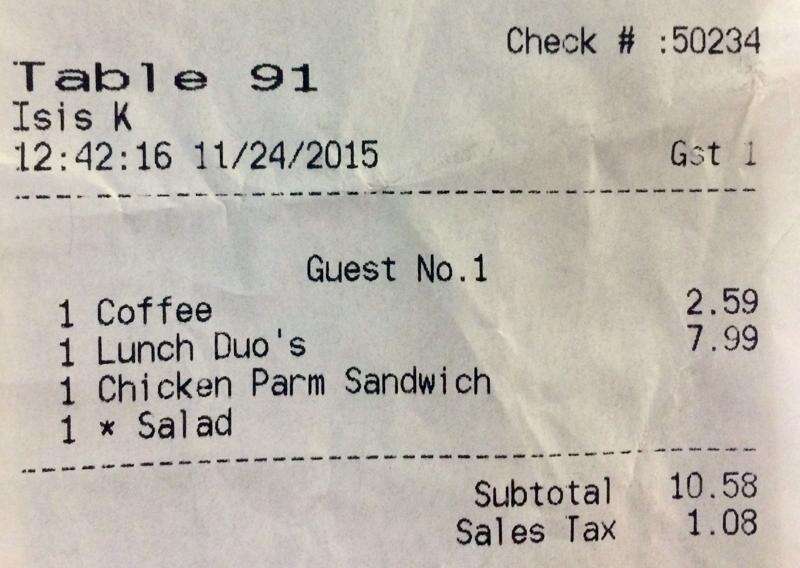 Check # :50234
Table 91
Isis K
12:42:16 11/24/2015 Gst 1
Guest No.1
1 Coffee 2.59
1 Lunch Duo's 7.99
1 Chicken Parm Sandwich
1 * Salad
Subtotal 10.58
Sales Tax 1.08